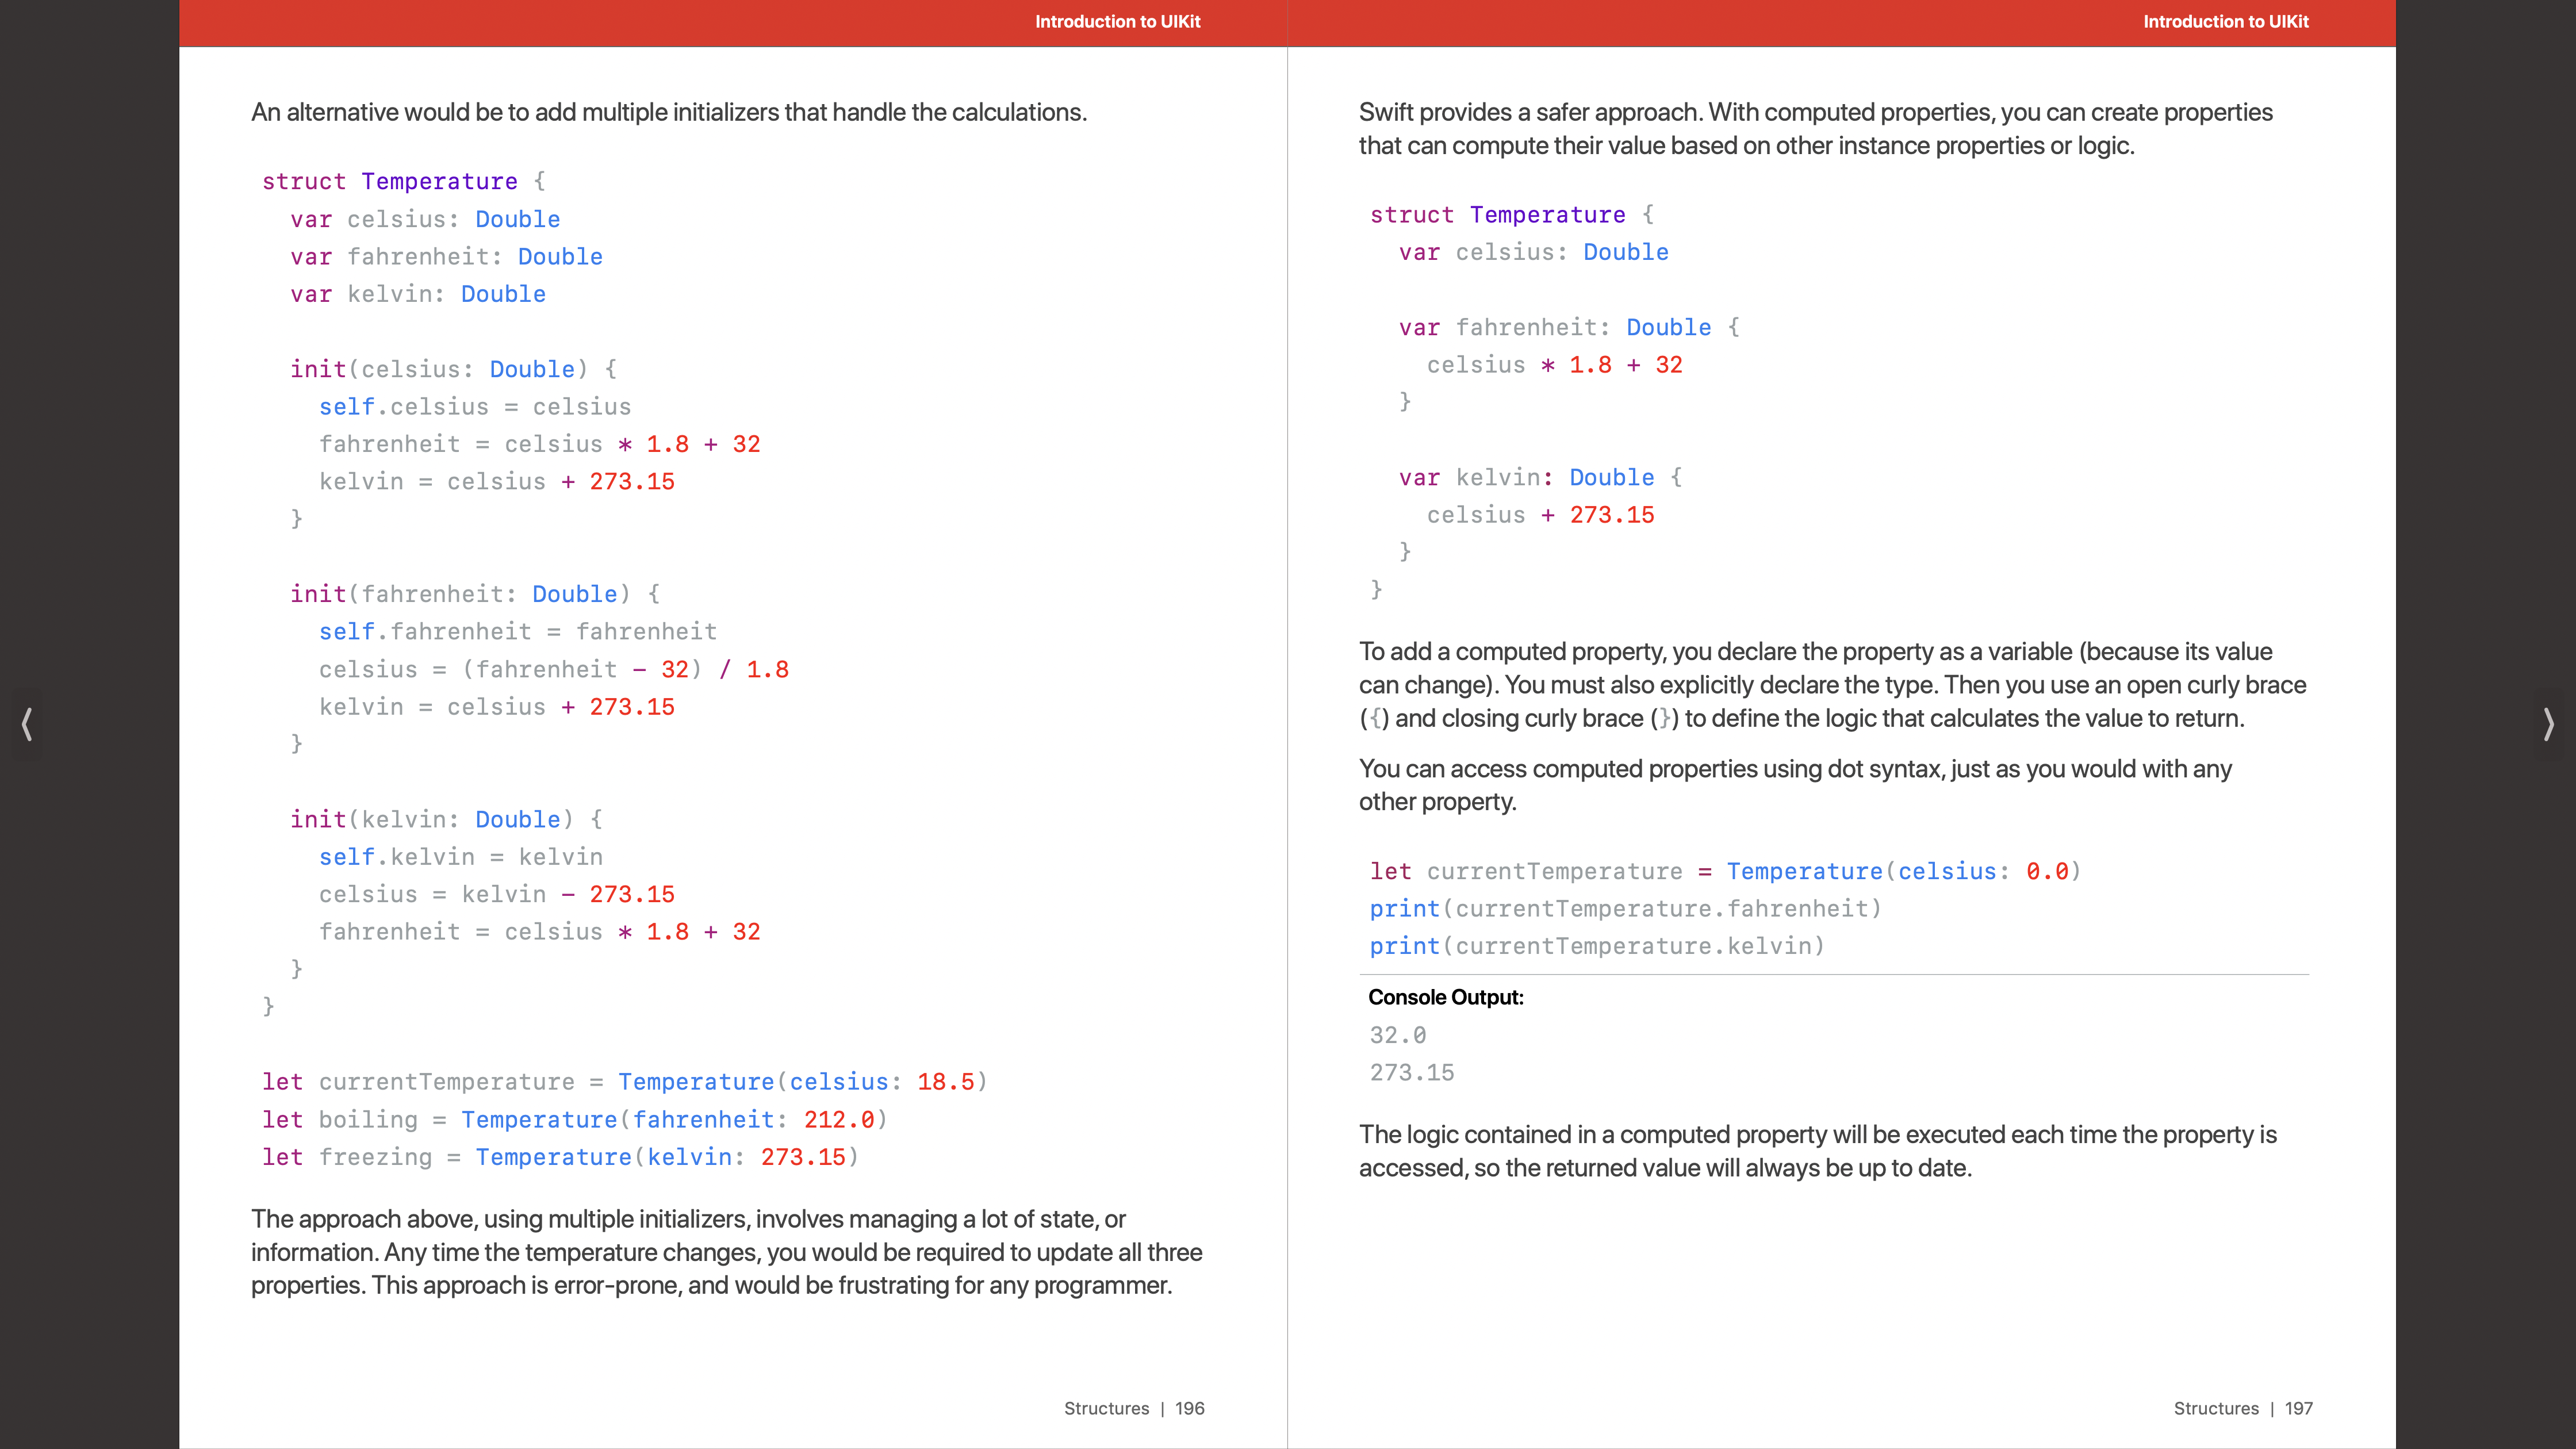 Introduction to UIKit
An alternative would be to add multiple initializers that handle the calculations.
struct Temperature {
  var celsius: Double
  var fahrenheit: Double
  var kelvin: Double

  init(celsius: Double) {
    self.celsius = celsius
    fahrenheit = celsius * 1.8 + 32
    kelvin = celsius + 273.15
  }

  init(fahrenheit: Double) {
    self.fahrenheit = fahrenheit
    celsius = (fahrenheit - 32) / 1.8
    kelvin = celsius + 273.15
  }

  init(kelvin: Double) {
    self.kelvin = kelvin
    celsius = kelvin - 273.15
    fahrenheit = celsius * 1.8 + 32
  }
}

let currentTemperature = Temperature(celsius: 18.5)
let boiling = Temperature(fahrenheit: 212.0)
let freezing = Temperature(kelvin: 273.15)
The approach above, using multiple initializers, involves managing a lot of state, or
information. Any time the temperature changes, you would be required to update all three
properties. This approach is error-prone, and would be frustrating for any programmer.
Structures | 196
Introduction to UIKit
Swift provides a safer approach. With computed properties, you can create properties
that can compute their value based on other instance properties or logic.
struct Temperature {
  var celsius: Double

  var fahrenheit: Double {
    celsius * 1.8 + 32
  }

  var kelvin: Double {
    celsius + 273.15
  }
}
To add a computed property, you declare the property as a variable (because its value
can change). You must also explicitly declare the type. Then you use an open curly brace
({) and closing curly brace (}) to define the logic that calculates the value to return.
You can access computed properties using dot syntax, just as you would with any
other property.
let currentTemperature = Temperature(celsius: 0.0)
print(currentTemperature.fahrenheit)
print(currentTemperature.kelvin)
Console Output:
32.0
273.15
The logic contained in a computed property will be executed each time the property is
accessed, so the returned value will always be up to date.
Structures | 197